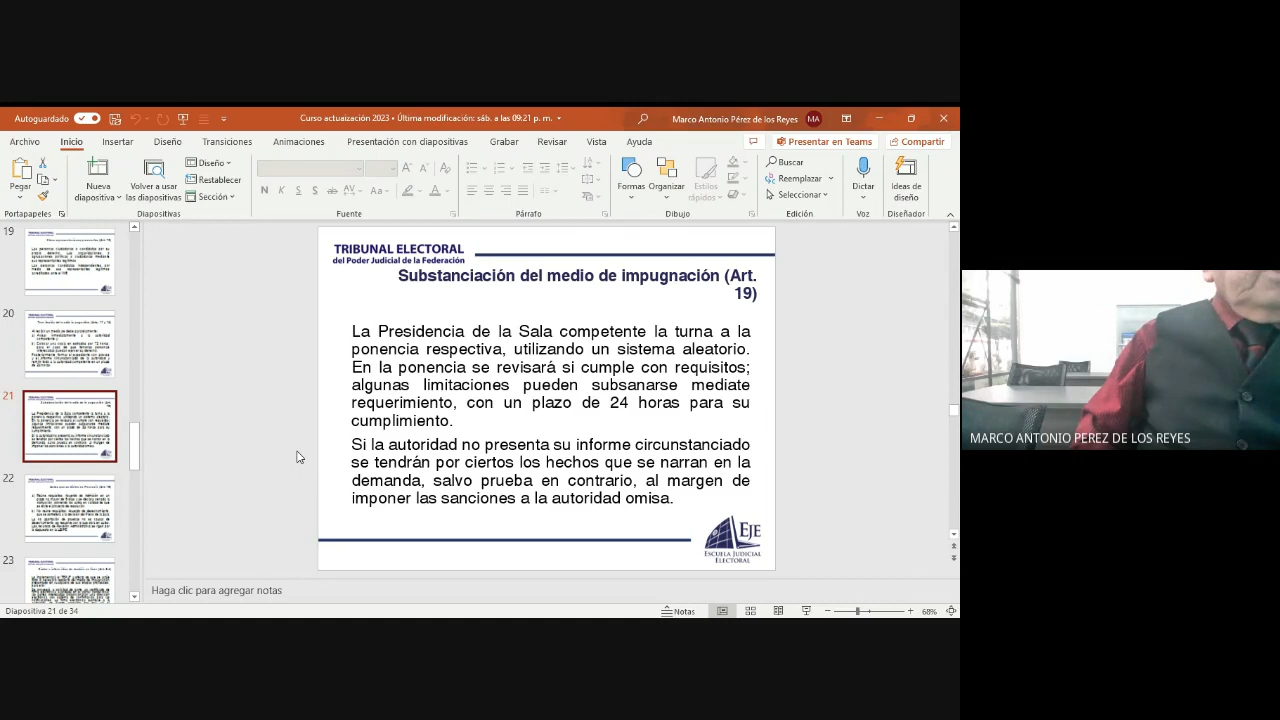 Autoguardado
Curso actuaización 2023 • Última modificación: sáb. a las 09:21 p. m.
Marco Antonio Pérez de los Reyes
MA
Archivo Inicio Insertar Diseño Transiciones Animaciones Presentación con diapositivas Grabar Revisar Vista Ayuda
Presentar en Teams
Compartir
Pegar
Portapapeles
Nueva diapositiva
Volver a usar las diapositivas
Diseño
Restablecer
Sección
Diapositivas
N K S S ab AV Aa
Fuente
Párrafo
Formas
Organizar
Estilos rápidos
Dibujo
Buscar
Reemplazar
Seleccionar
Edición
Dictar
Voz
Ideas de diseño
Diseñador
19
20
21
22
23
TRIBUNAL ELECTORAL
del Poder Judicial de la Federación
Substanciación del medio de impugnación (Art.
19)
La Presidencia de la Sala competente la turna a la
ponencia respectiva, utilizando un sistema aleatorio.
En la ponencia se revisará si cumple con requisitos;
algunas limitaciones pueden subsanarse mediate
requerimiento, con un plazo de 24 horas para su
cumplimiento.
Si la autoridad no presenta su informe circunstanciado
se tendrán por ciertos los hechos que se narran en la
demanda, salvo prueba en contrario, al margen de
imponer las sanciones a la autoridad omisa.
EJE
ESCUELA JUDICIAL
ELECTORAL
Haga clic para agregar notas
Diapositiva 21 de 34
Notas
68%
MARCO ANTONIO PEREZ DE LOS REYES